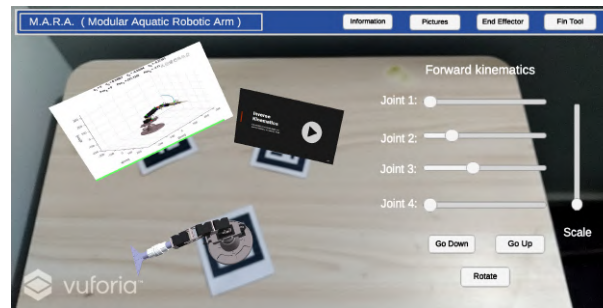 M.A.R.A. ( Modular Aquatic Robotic Arm )
Information
Pictures
End Effector
Fin Tool
Forward kinematics
Joint 1:
Joint 2:
Joint 3:
Joint 4:
Inverse
Kinematics
Go Down
Go Up
Scale
Rotate
vuforia